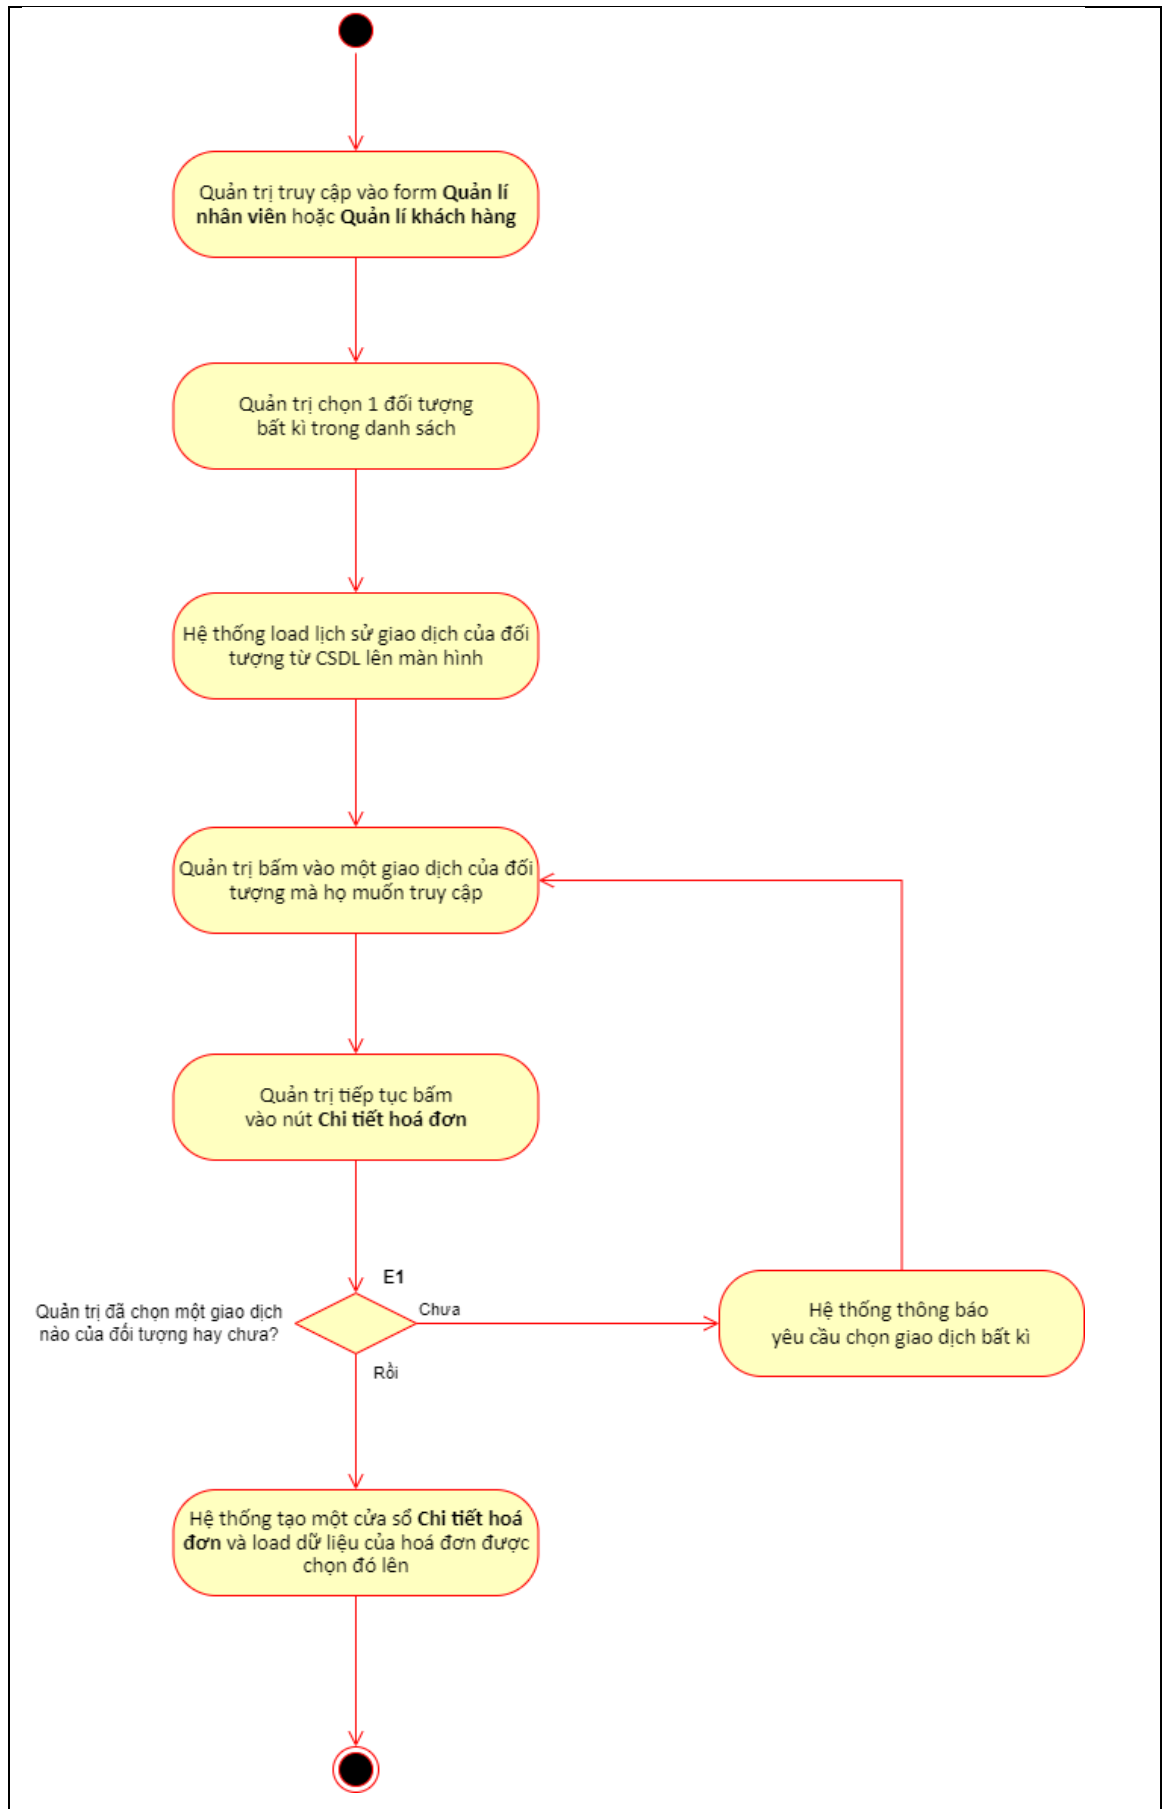 Quản trị truy cập vào form Quản lí
nhân viên hoặc Quản lí khách hàng
Quản trị chọn 1 đối tượng
bất kì trong danh sách
Hệ thống load lịch sử giao dịch của đối
tượng từ CSDL lên màn hình
Quản trị bấm vào một giao dịch của đối
tượng mà họ muốn truy cập
Quản trị tiếp tục bấm
vào nút Chi tiết hoá đơn
E1
Quản trị đã chọn một giao dịch
nào của đối tượng hay chưa?
Chưa
Hệ thống thông báo
yêu cầu chọn giao dịch bất kì
Rồi
Hệ thống tạo một cửa sổ Chi tiết hoá
đơn và load dữ liệu của hoá đơn được
chọn đó lên